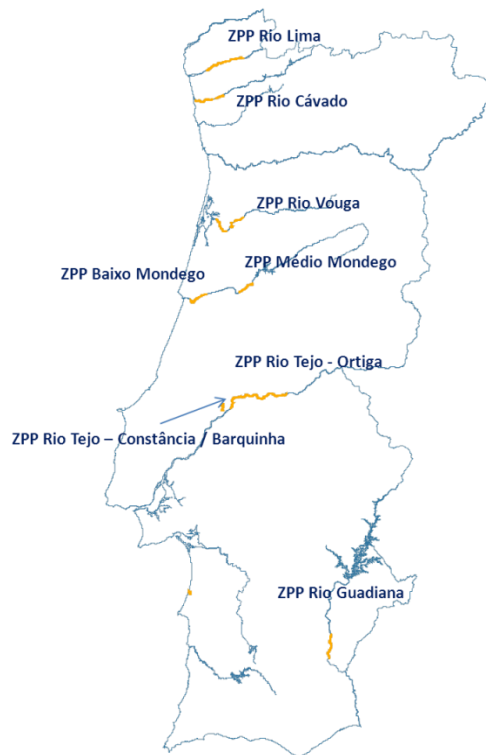 ZPP Rio Lima
ZPP Rio Cávado
ZPP Rio Vouga
ZPP Médio Mondego
ZPP Baixo Mondego
ZPP Rio Tejo - Ortiga
ZPP Rio Tejo – Constância / Barquinha
ZPP Rio Guadiana